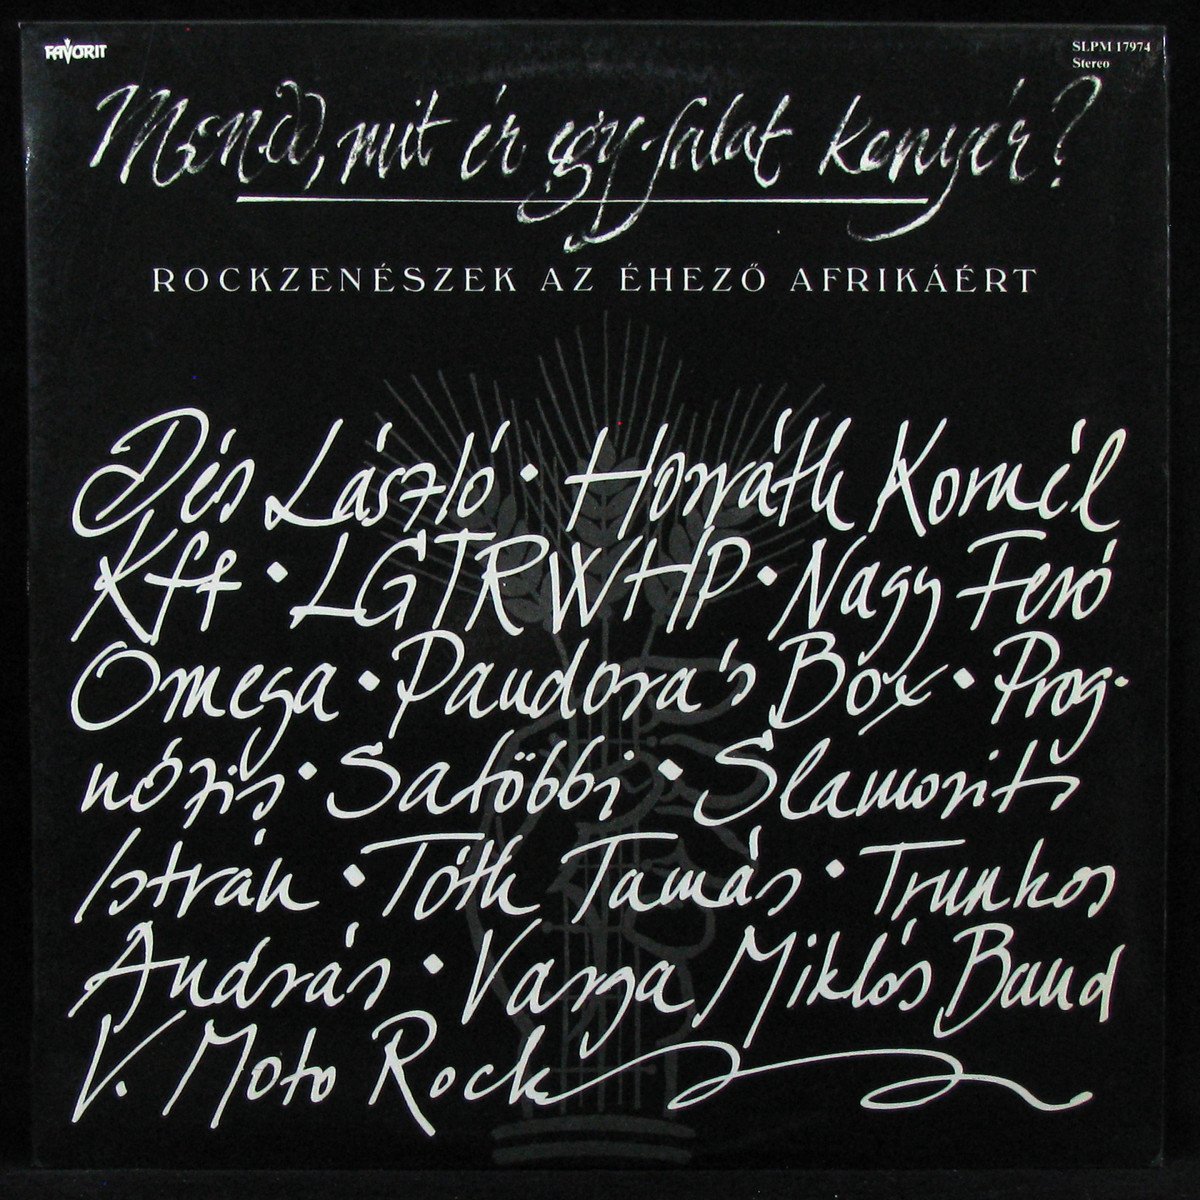 FAVORIT
SLPM 17974
Stereo
Mondd, mit ér egy falat kenyér?
ROCKZENÉSZEK AZ ÉHEZŐ AFRIKÁÉRT
Dés László • Horváth Kornél
Kft • LGTRWHP • Nagy Feró
Omega • Pandora's Box • Prog-
nózis • Satöbbi • Slamovits
István • Tóth Tamás • Trunkos
András • Varga Miklós Band
V. Moto Rock